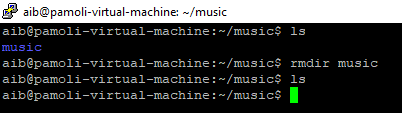 aib@pamoli-virtual-machine: ~/music
aib@pamoli-virtual-machine:~/music$ ls
music
aib@pamoli-virtual-machine:~/music$ rmdir music
aib@pamoli-virtual-machine:~/music$ ls
aib@pamoli-virtual-machine:~/music$